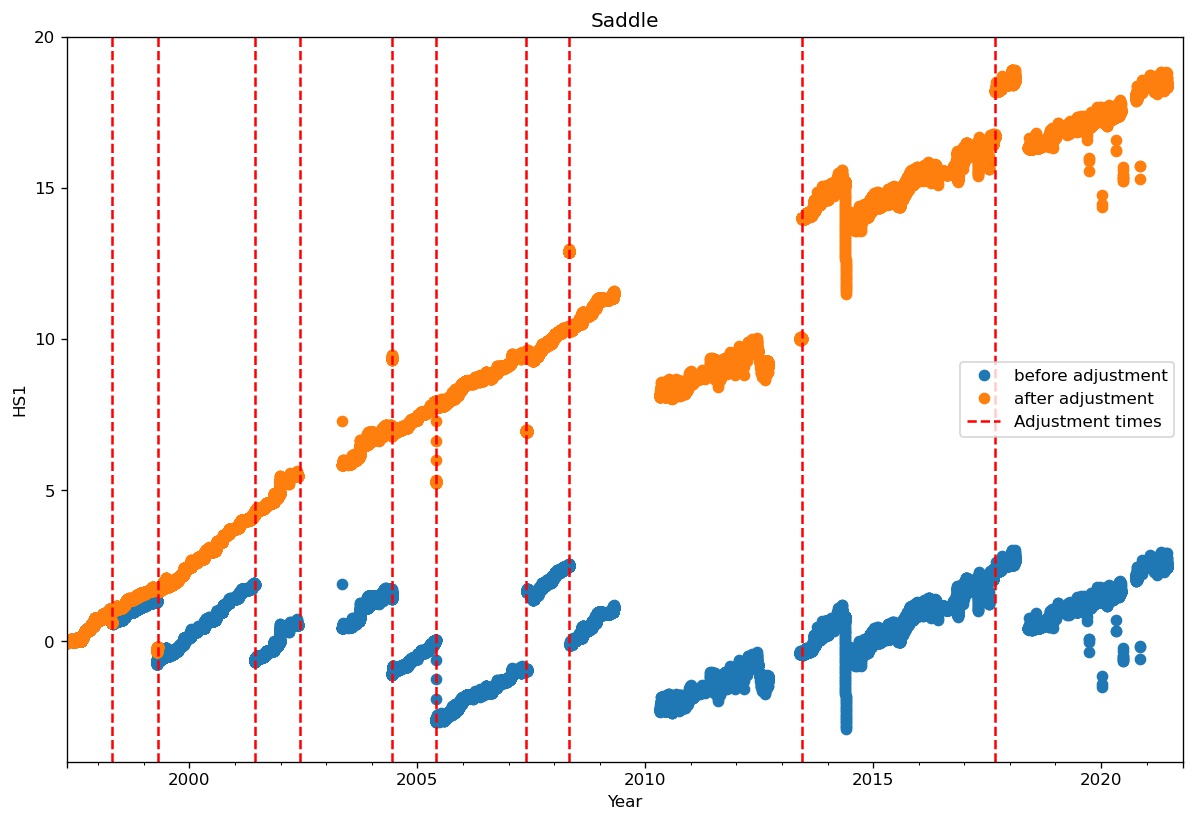 Saddle
20
15
10
5
0
HS1
before adjustment
after adjustment
Adjustment times
2000 2005 2010 2015 2020
Year